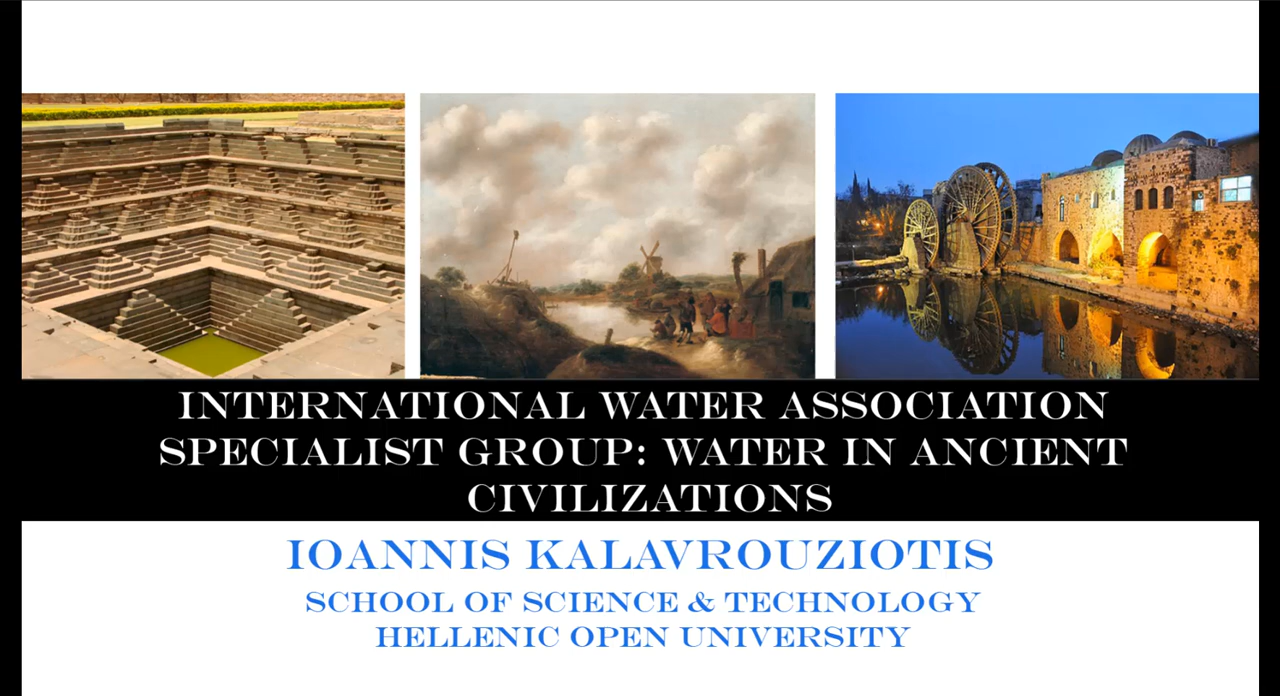 INTERNATIONAL WATER ASSOCIATION
SPECIALIST GROUP: WATER IN ANCIENT
CIVILIZATIONS
IOANNIS KALAVROUZIOTIS
SCHOOL OF SCIENCE & TECHNOLOGY
HELLENIC OPEN UNIVERSITY